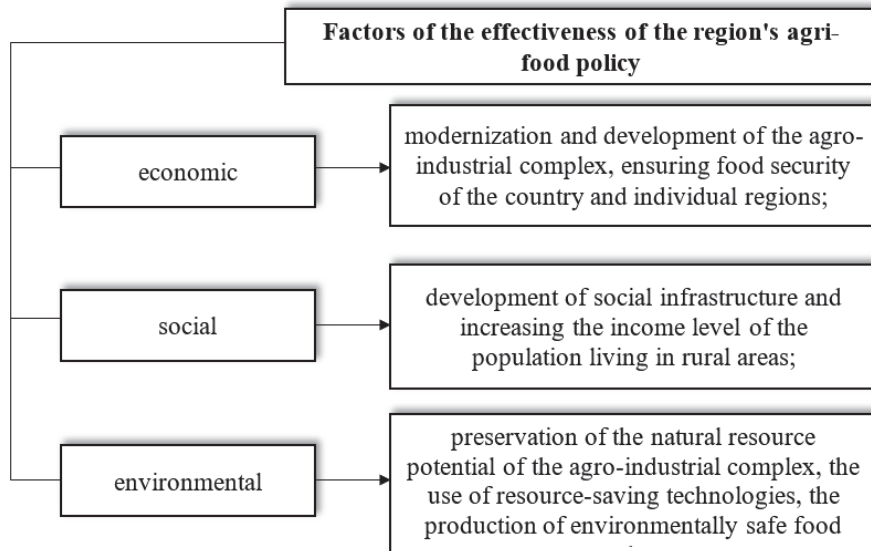 Factors of the effectiveness of the region's agri-
food policy
economic
modernization and development of the agro-
industrial complex, ensuring food security
of the country and individual regions;
social
development of social infrastructure and
increasing the income level of the
population living in rural areas;
environmental
preservation of the natural resource
potential of the agro-industrial complex, the
use of resource-saving technologies, the
production of environmentally safe food